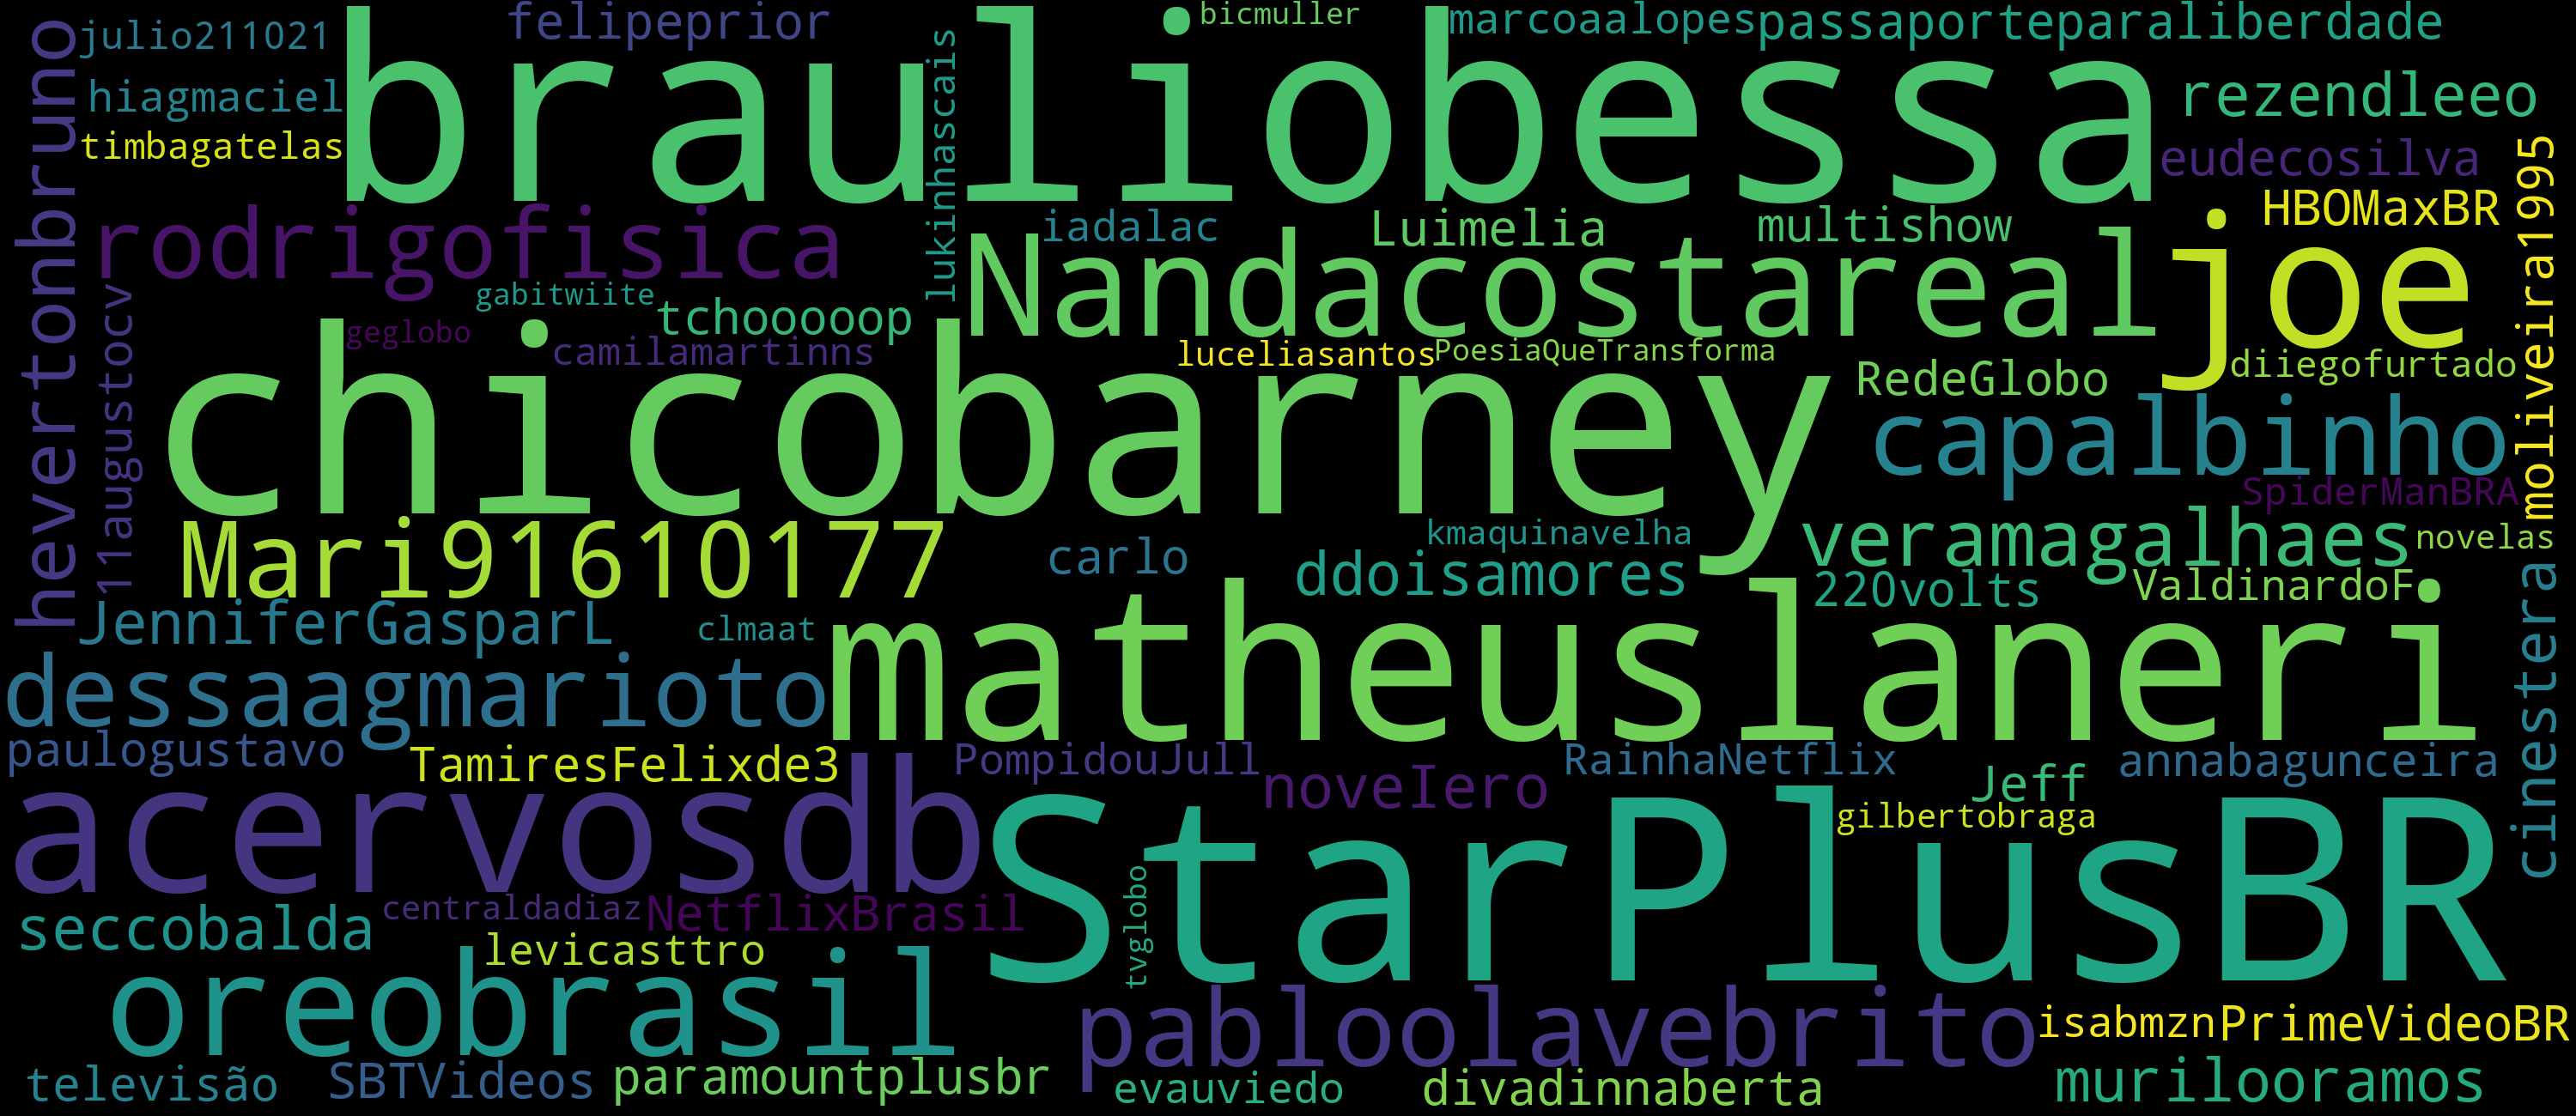 julio211021
felipeprior
bicmuller
marcoaalopes
passaporteparaliberdade
hevertonbruno
brauliobessa
hiagmaciel
lukinhascais
rezendleeo
timbagatelas
eudecosilva
moliveira1995
HBOMaxBR
rodrigofisica
iadalac
Luimelia
multishow
joe
Nandacostareal
gabitwiite
11augustocv
tchooooop
geglobo
camilamartinns
luceliasantos
PoesiaQueTransforma
diiegofurtado
RedeGlobo
chicobarney
capalbinho
SpiderManBRA
Mari91610177
carlo
kmaquinavelha
veramagalhaes
novelas
ddoisamores
220volts
ValdinardoF
cinestera
JenniferGasparL
clmaat
matheuslaneri
dessaagmarioto
paulogustavo
TamiresFelixde3
PompidouJull
RainhaNetflix
annabagunceira
noveIero
Jeff
gilbertobraga
acervosdb
StarPlusBR
tvglobo
centraldadiaz
NetflixBrasil
seccobalda
levicasttro
oreobrasil
pabloolavebrito
isabmzn
PrimeVideoBR
televisão
SBTVideos
paramountplusbr
evauviedo
divadinnaberta
murilooramos